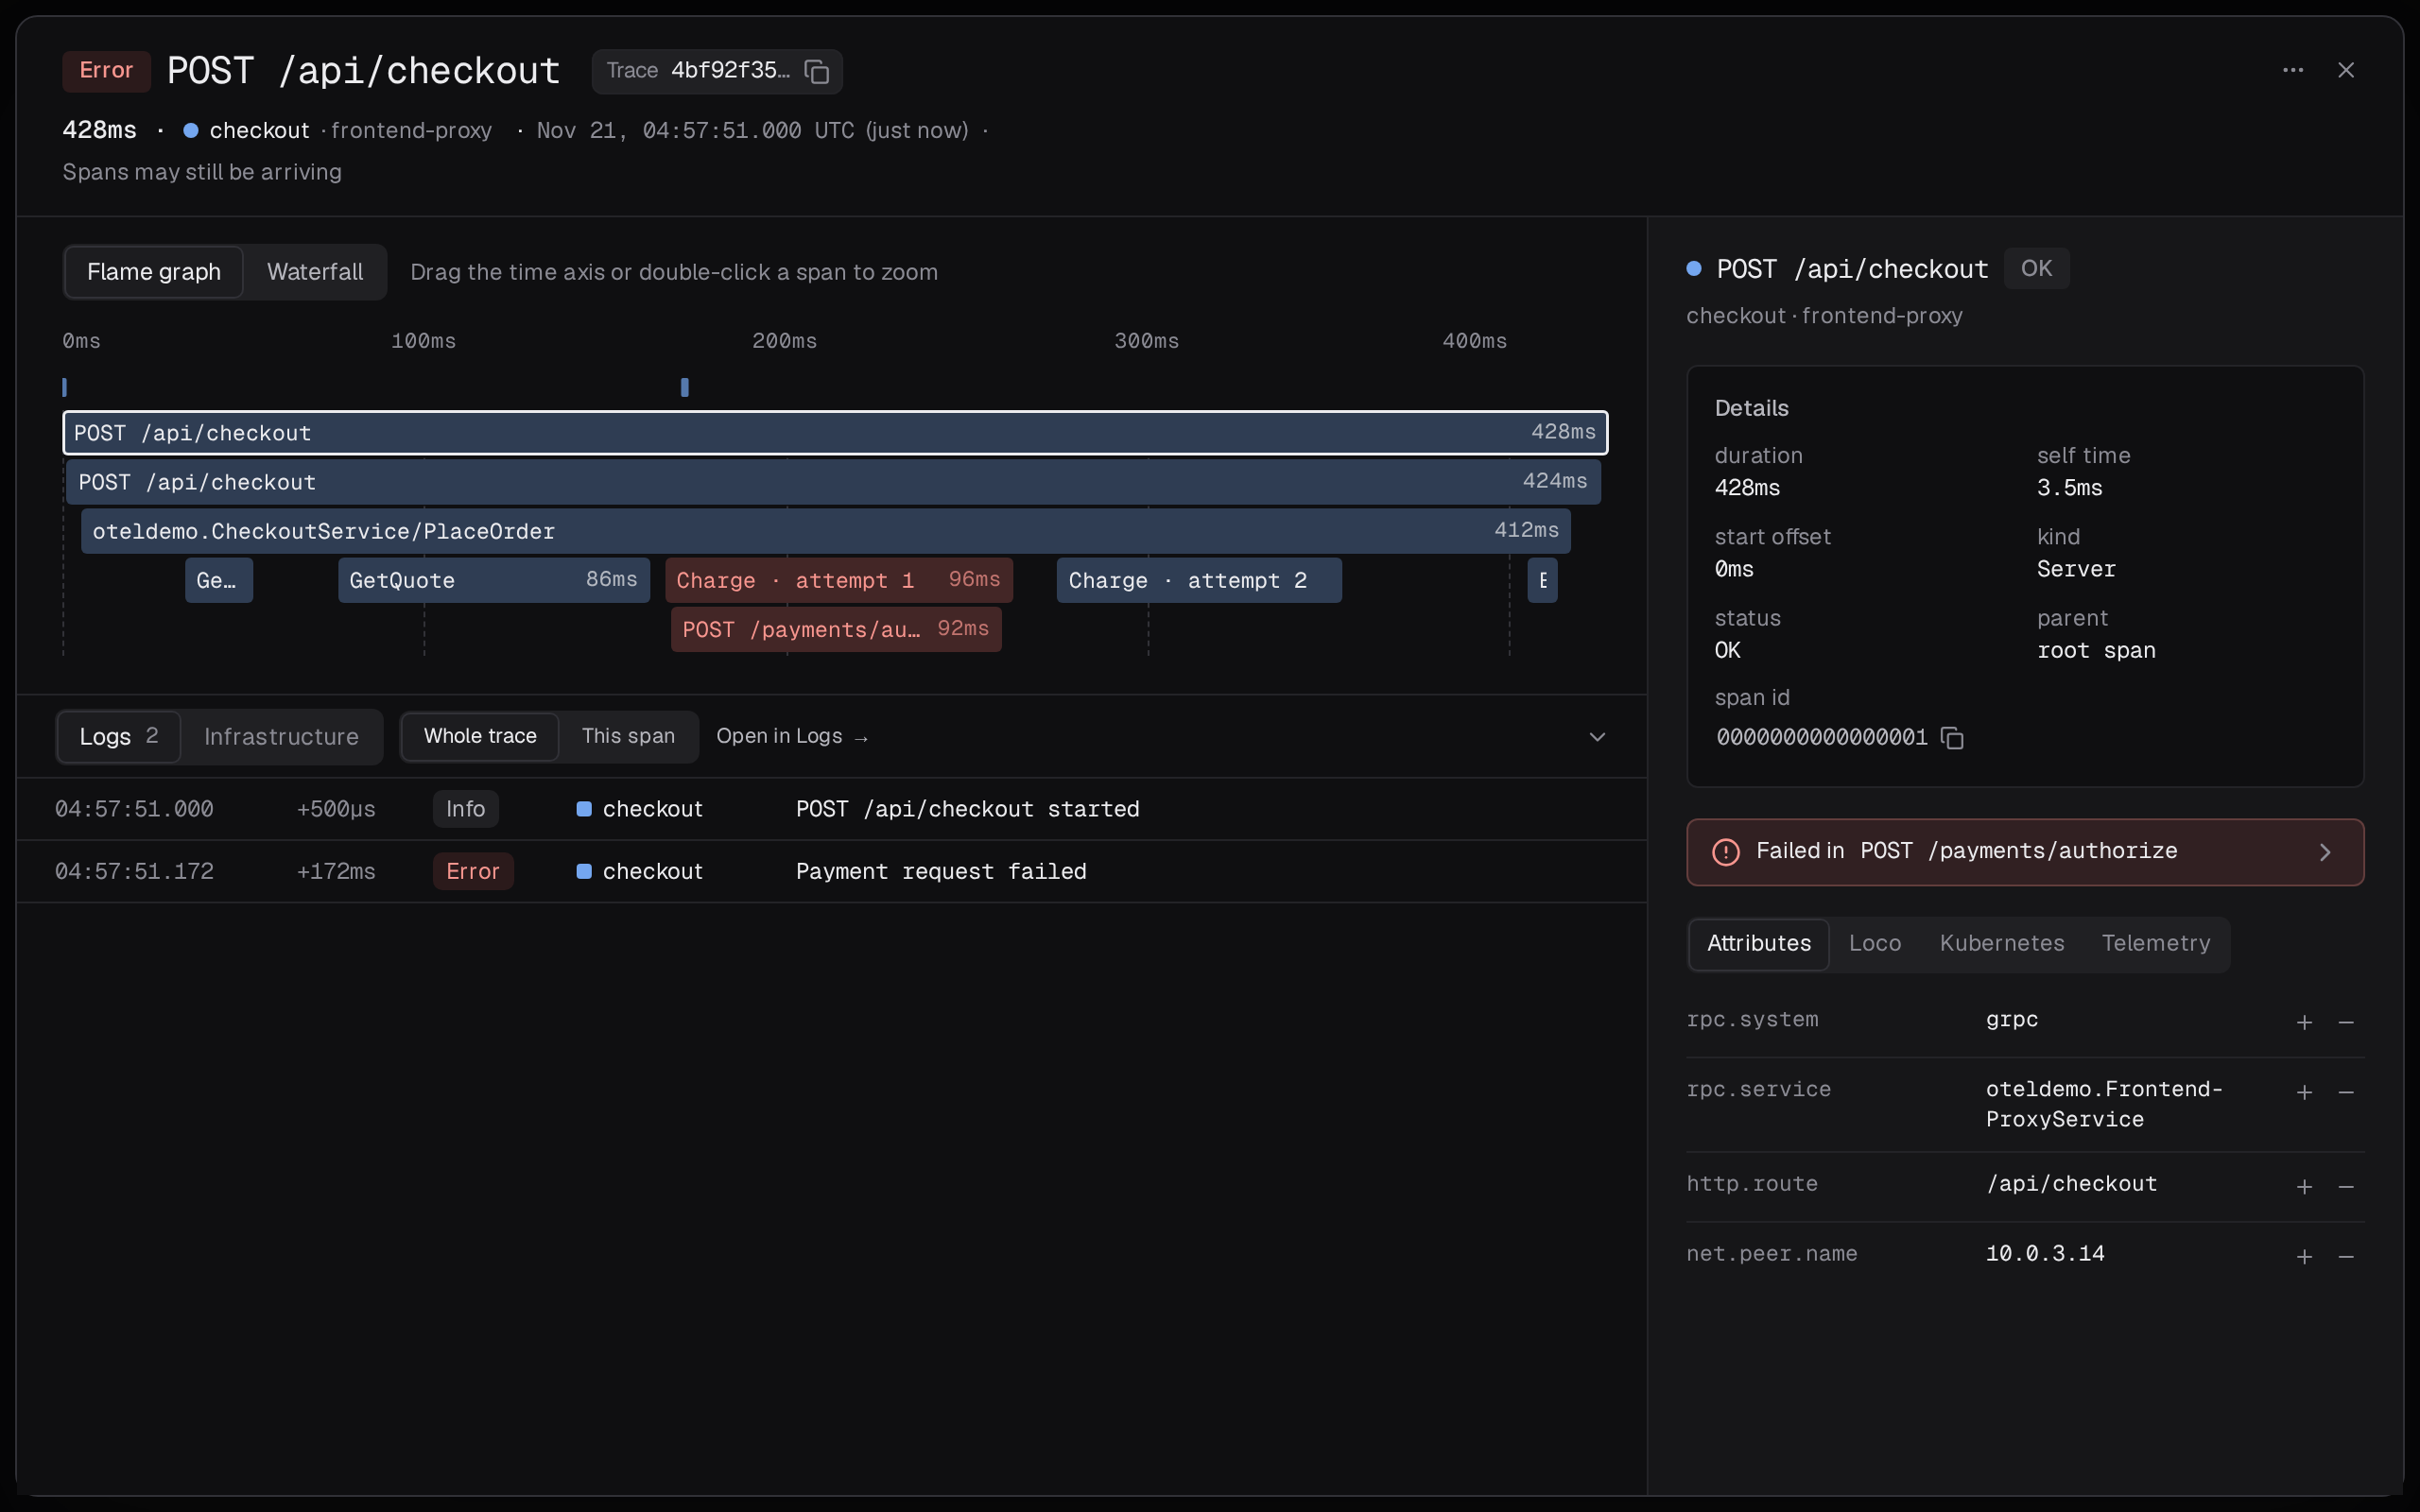 Error POST /api/checkout Trace 4bf92f35…
428ms · checkout · frontend-proxy · Nov 21, 04:57:51.000 UTC (just now) ·
Spans may still be arriving
Flame graph Waterfall Drag the time axis or double-click a span to zoom
0ms 100ms 200ms 300ms 400ms
POST /api/checkout 428ms
POST /api/checkout 424ms
oteldemo.CheckoutService/PlaceOrder 412ms
Ge… GetQuote 86ms Charge · attempt 1 96ms Charge · attempt 2
POST /payments/au… 92ms
Logs 2 Infrastructure Whole trace This span Open in Logs →
04:57:51.000 +500µs Info checkout POST /api/checkout started
04:57:51.172 +172ms Error checkout Payment request failed
POST /api/checkout OK
checkout · frontend-proxy
Details
duration self time
428ms 3.5ms
start offset kind
0ms Server
status parent
OK root span
span id
0000000000000001
Failed in POST /payments/authorize
Attributes Loco Kubernetes Telemetry
rpc.system grpc + −
rpc.service oteldemo.Frontend- + −
ProxyService
http.route /api/checkout + −
net.peer.name 10.0.3.14 + −